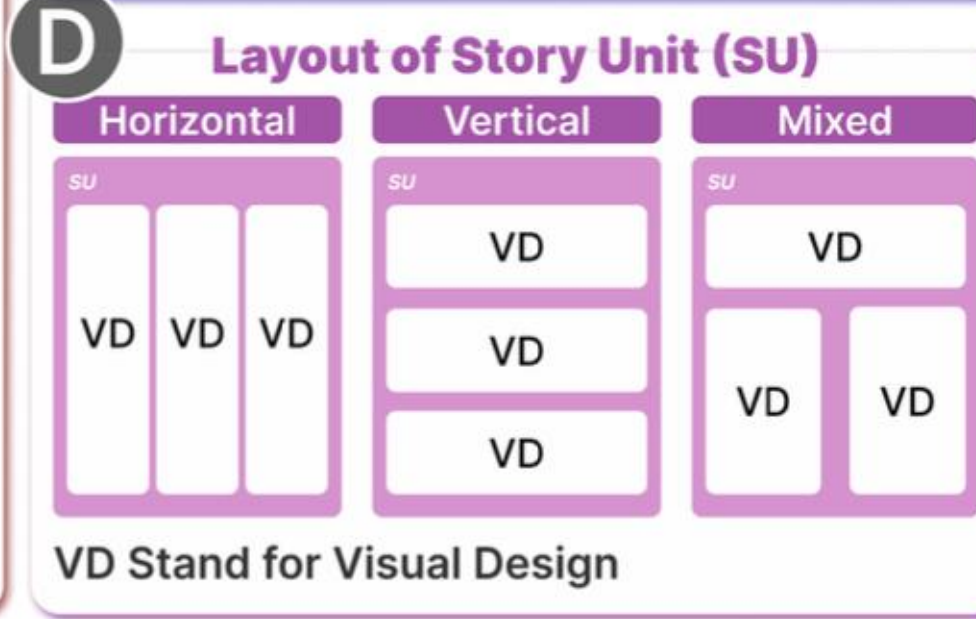 D
Layout of Story Unit (SU)
Horizontal
SU
VD VD VD
Vertical
SU
VD
VD
VD
Mixed
SU
VD
VD VD
VD Stand for Visual Design